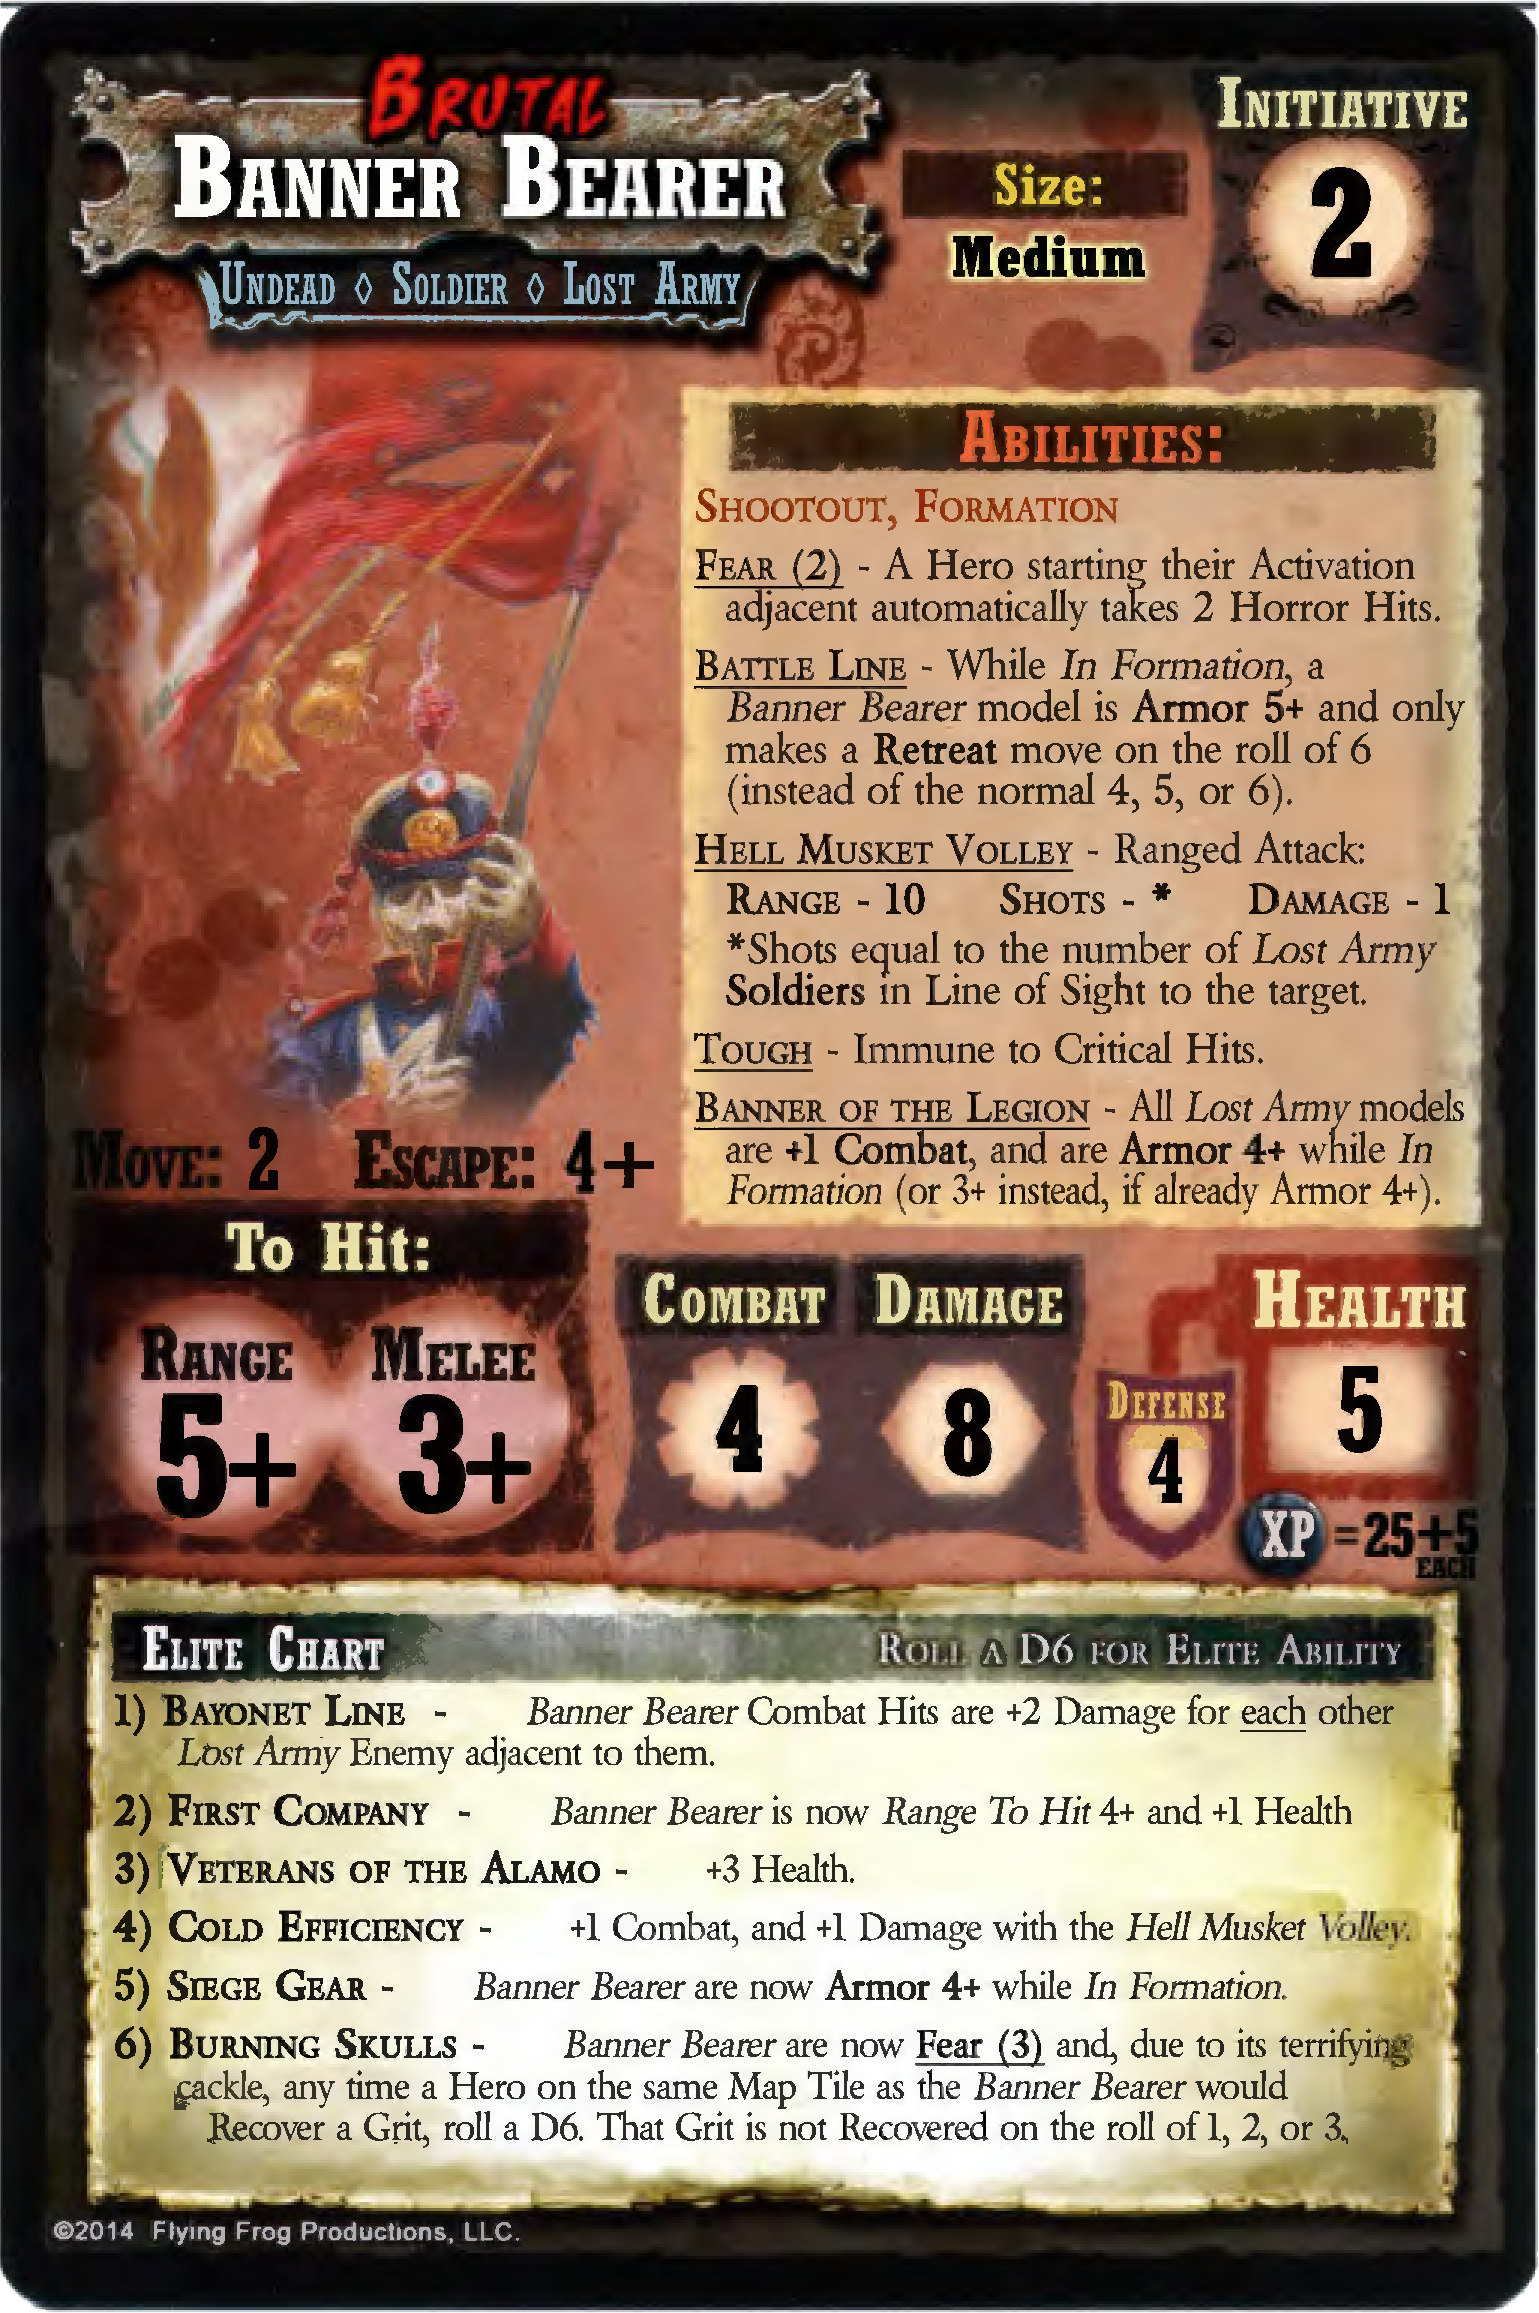 BRUTAL
BANNER BEARER
UNDEAD ◊ SOLDIER ◊ LOST ARMY
Size:
Medium
INITIATIVE
2
ABILITIES:
SHOOTOUT, FORMATION
FEAR (2) - A Hero starting their Activation
adjacent automatically takes 2 Horror Hits.
BATTLE LINE - While In Formation, a
Banner Bearer model is Armor 5+ and only
makes a Retreat move on the roll of 6
(instead of the normal 4, 5, or 6).
HELL MUSKET VOLLEY - Ranged Attack:
RANGE - 10 SHOTS - * DAMAGE - 1
*Shots equal to the number of Lost Army
Soldiers in Line of Sight to the target.
TOUGH - Immune to Critical Hits.
BANNER OF THE LEGION - All Lost Army models
are +1 Combat, and are Armor 4+ while In
Formation (or 3+ instead, if already Armor 4+).
MOVE: 2 ESCAPE: 4+
To Hit:
RANGE MELEE
5+ 3+
COMBAT DAMAGE
4 8
DEFENSE
4
HEALTH
5
XP =25+5
EACH
ELITE CHART ROLL A D6 FOR ELITE ABILITY
1) BAYONET LINE - Banner Bearer Combat Hits are +2 Damage for each other
Lost Army Enemy adjacent to them.
2) FIRST COMPANY - Banner Bearer is now Range To Hit 4+ and +1 Health
3) VETERANS OF THE ALAMO - +3 Health.
4) COLD EFFICIENCY - +1 Combat, and +1 Damage with the Hell Musket Volley.
5) SIEGE GEAR - Banner Bearer are now Armor 4+ while In Formation.
6) BURNING SKULLS - Banner Bearer are now Fear (3) and, due to its terrifying
cackle, any time a Hero on the same Map Tile as the Banner Bearer would
Recover a Grit, roll a D6. That Grit is not Recovered on the roll of 1, 2, or 3.
©2014 Flying Frog Productions, LLC.